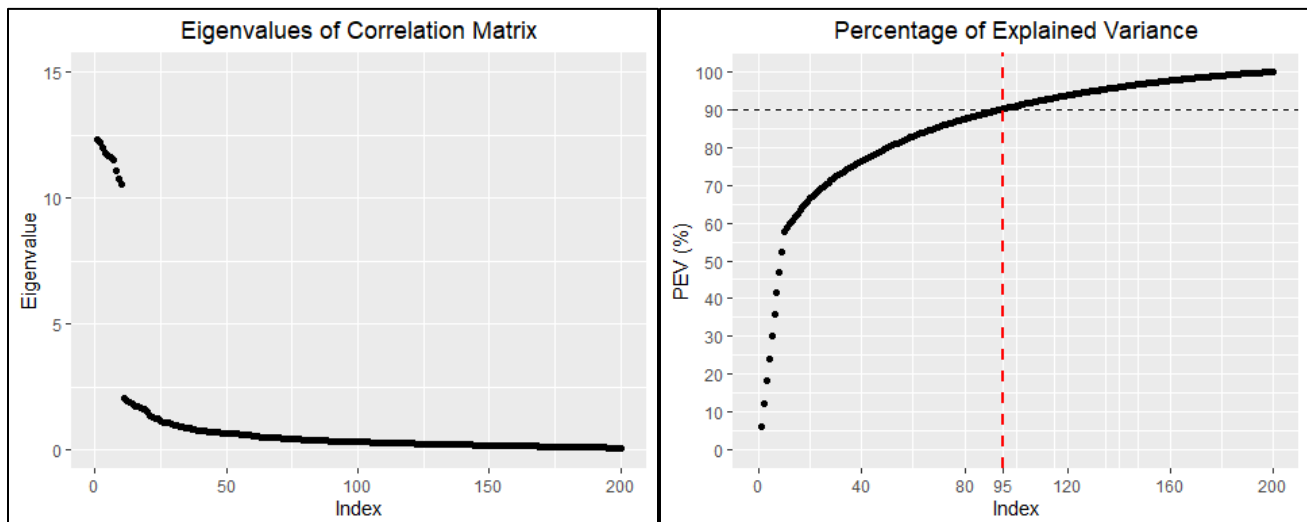 Eigenvalues of Correlation Matrix
15
10
5
0
Eigenvalue
0 50 100 150 200
Index
Percentage of Explained Variance
100
90
80
70
60
50
40
30
20
10
0
PEV (%)
0 40 80 95 120 160 200
Index